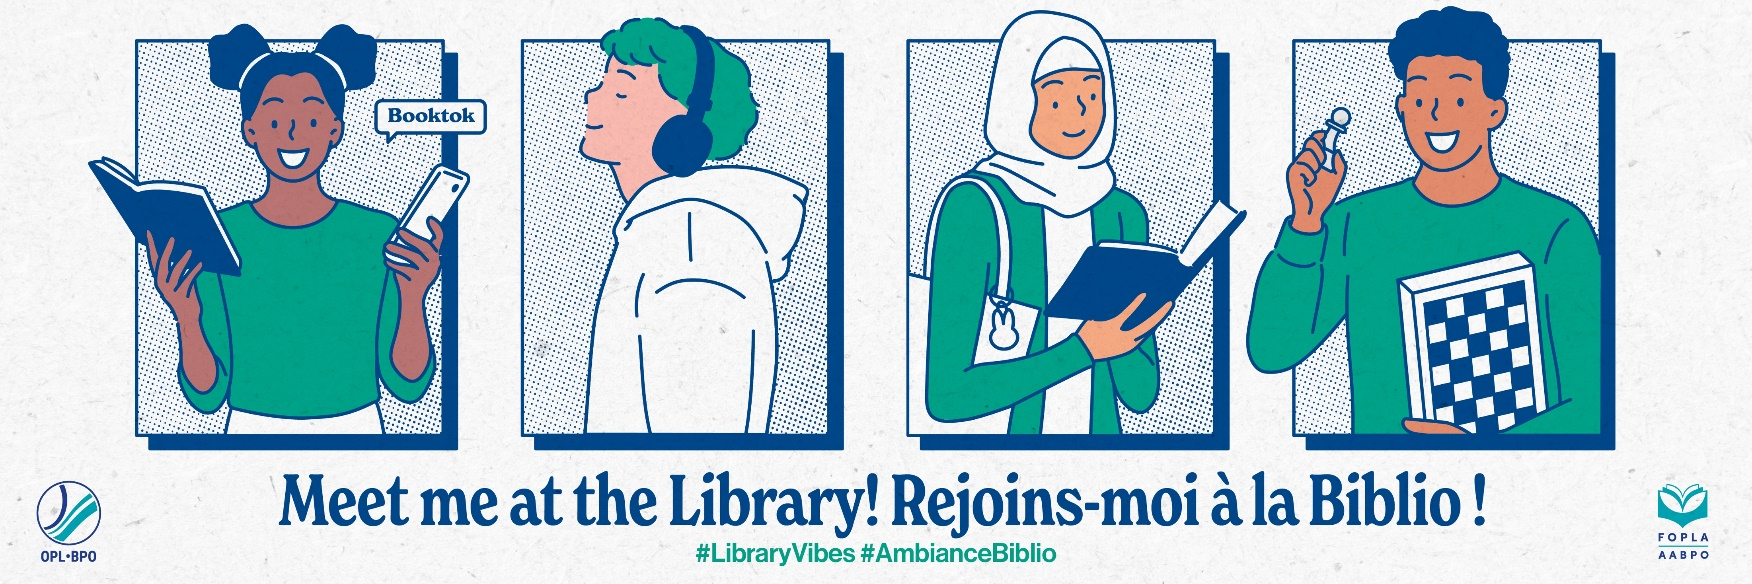 Booktok
Meet me at the Library! Rejoins-moi à la Biblio !
#LibraryVibes #AmbianceBiblio
OPL•BPO
FOPLA
AABPO